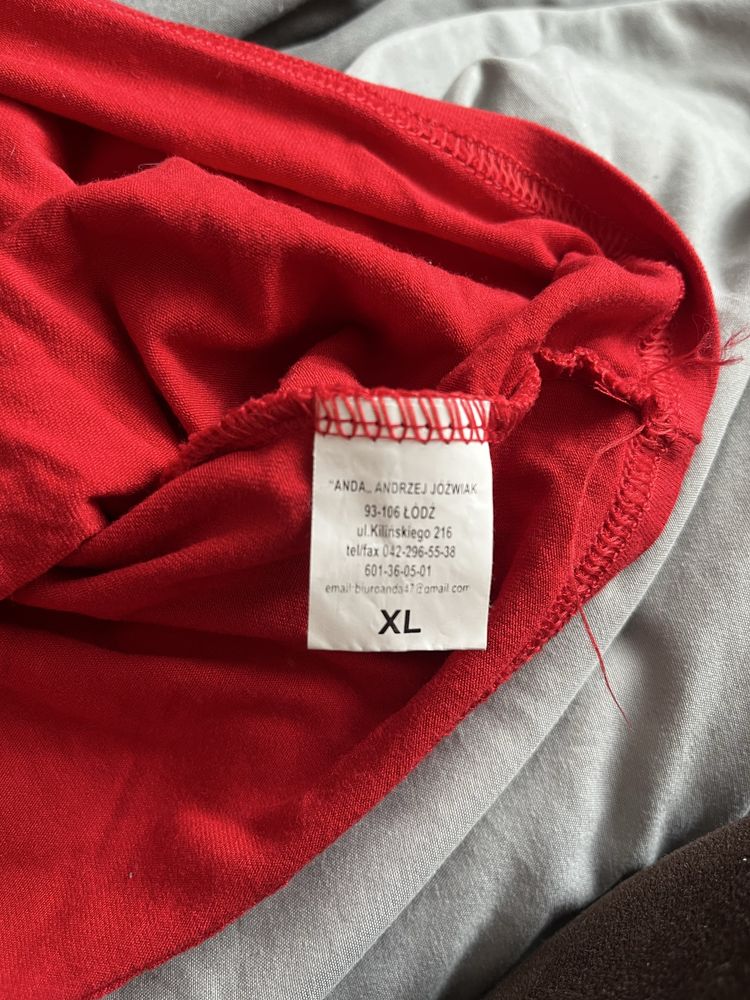 "ANDA„ ANDRZEJ JÓŹWIAK
93-106 ŁÓDŹ
ul.Kilińskiego 216
tel/fax 042-296-55-38
601-36-05-01
email:biuroanda47@gmail.com
XL